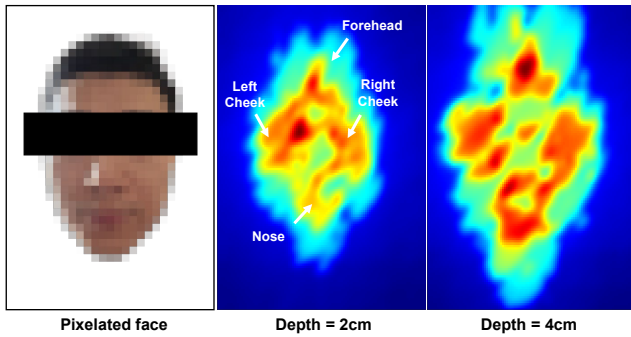 Forehead
Left
Cheek
Right
Cheek
Nose
Pixelated face
Depth = 2cm
Depth = 4cm